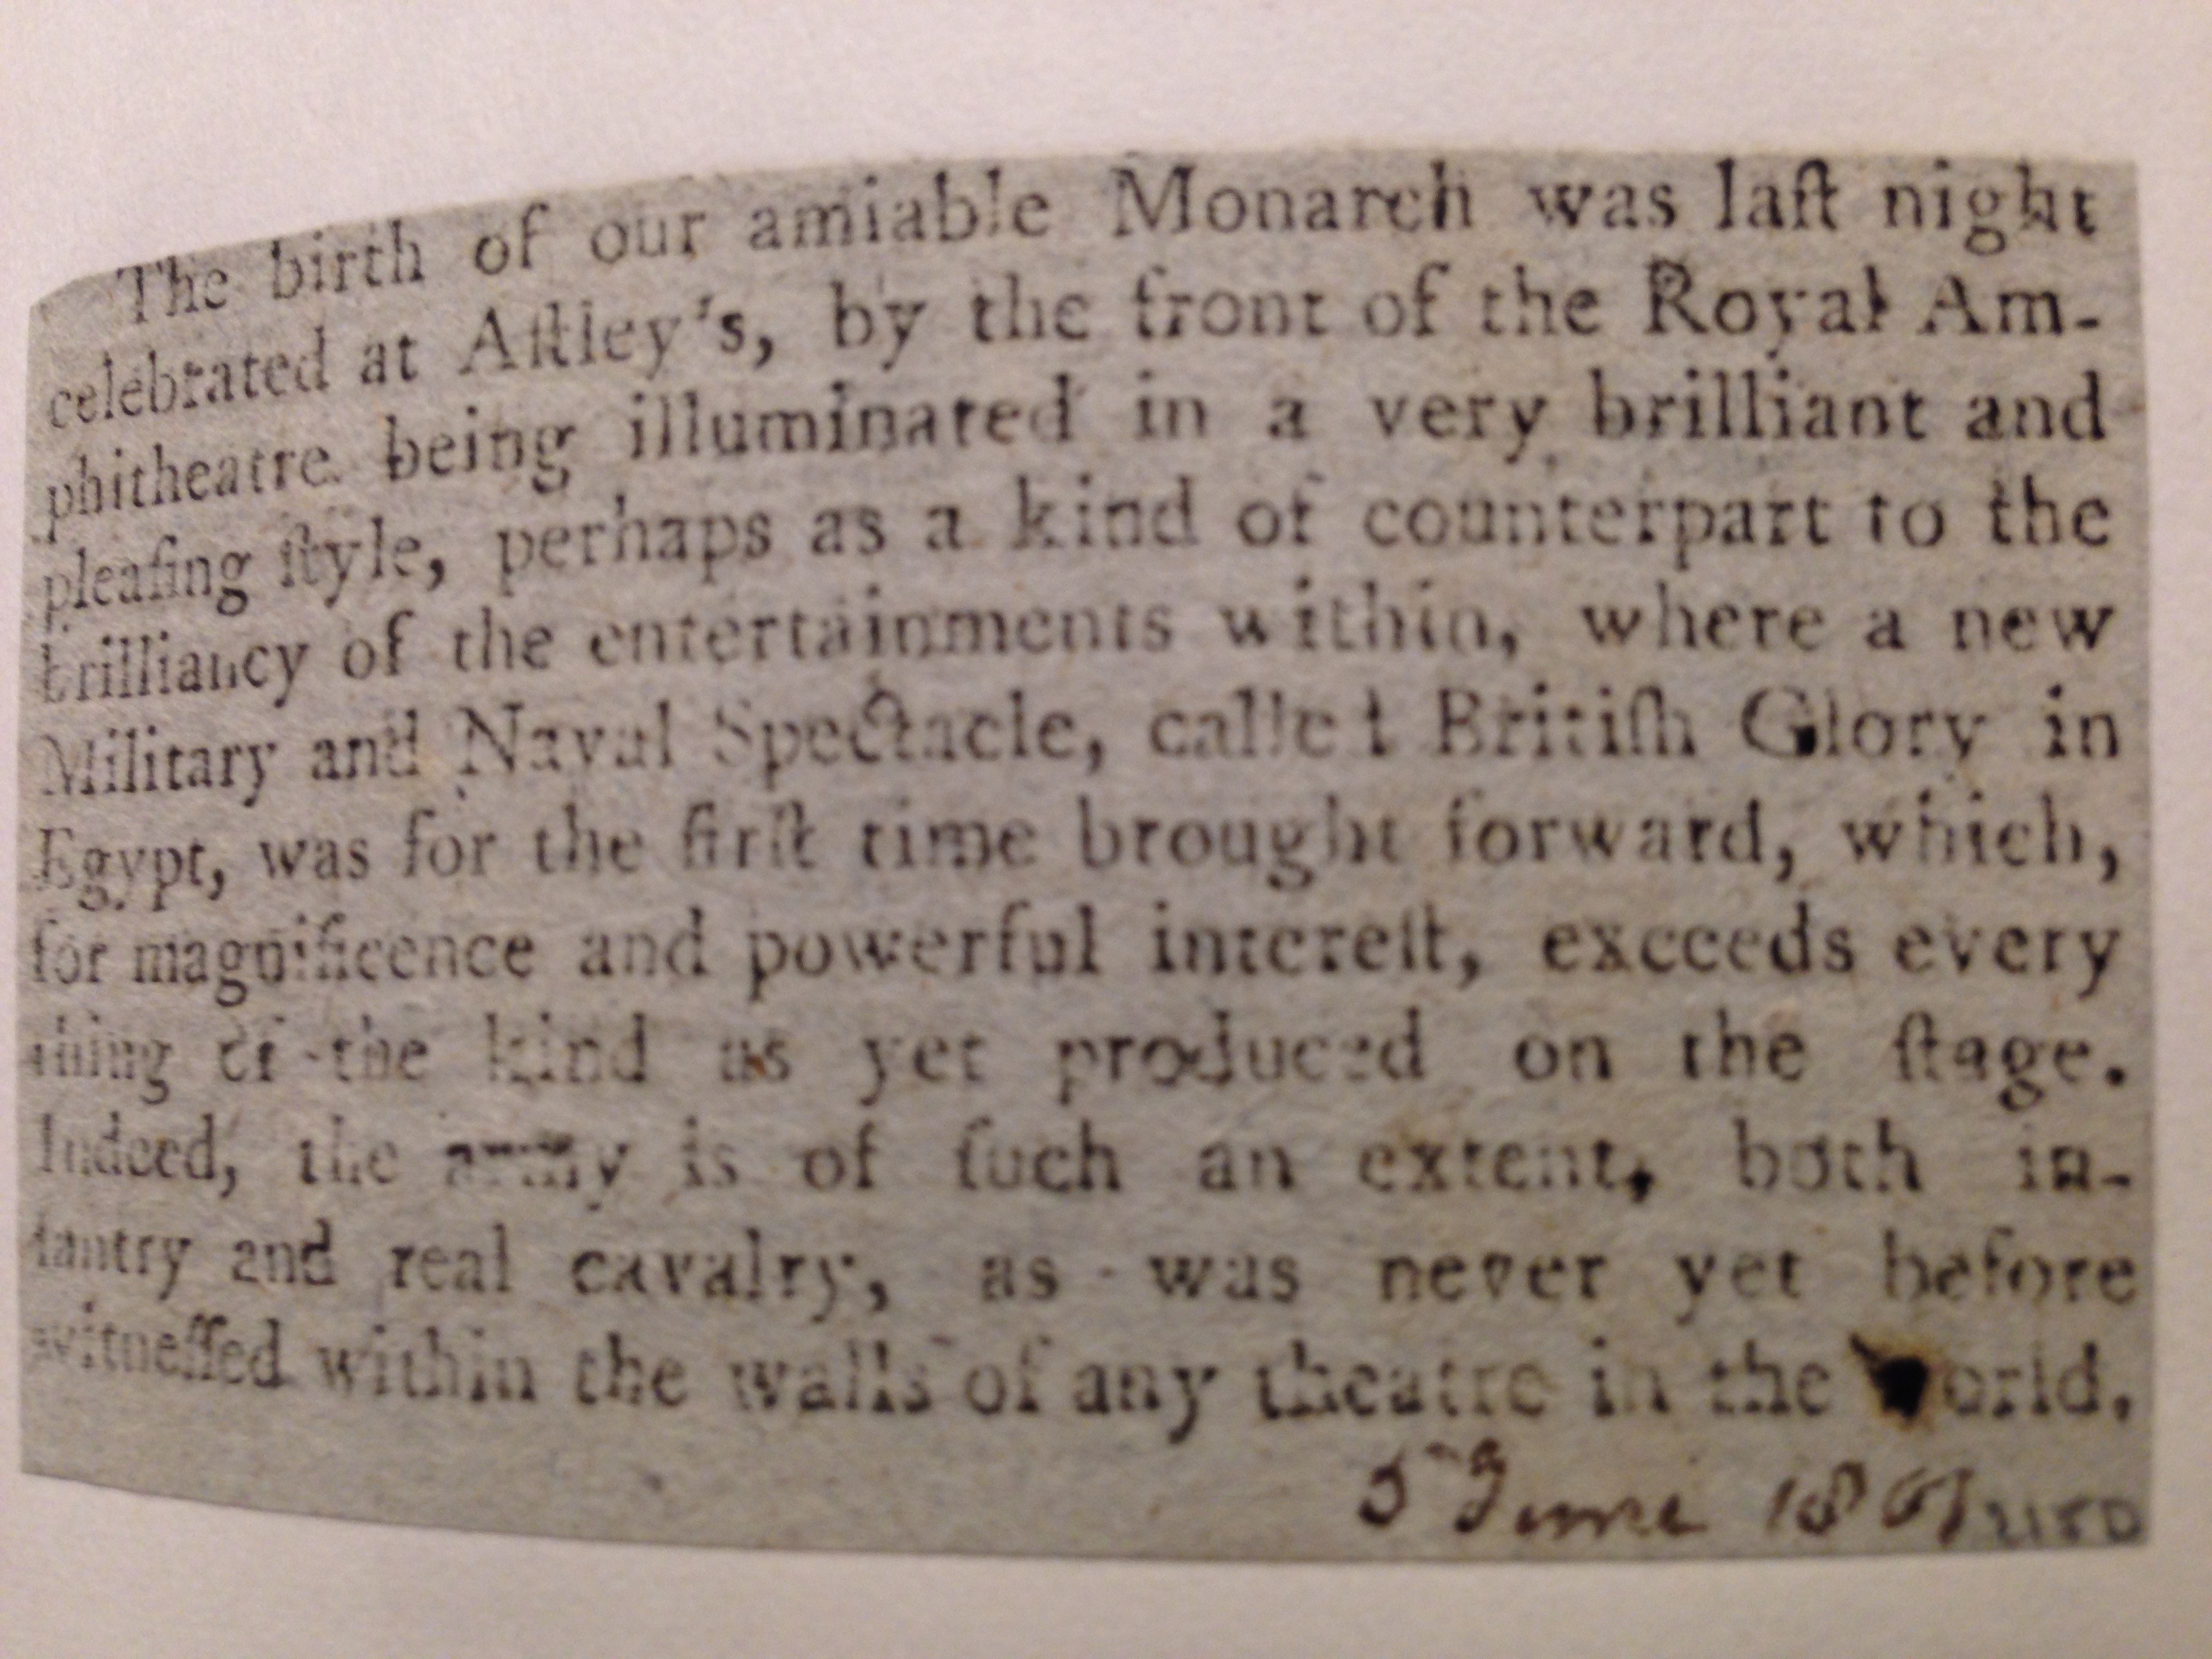 The birth of our amiable Monarch was laſt night
celebrated at Aſtley's, by the front of the Royal Am-
phitheatre being illuminated in a very brilliant and
pleaſing ſtyle, perhaps as a kind of counterpart to the
brilliancy of the entertainments within, where a new
Military and Naval Spectacle, called Britiſh Glory in
Egypt, was for the firſt time brought forward, which,
for magnificence and powerful intereſt, exceeds every
thing of the kind as yet produced on the ſtage.
Indeed, the army is of ſuch an extent, both in-
fantry and real cavalry, as was never yet before
witneſſed within the walls of any theatre in the world.
5 June 1801